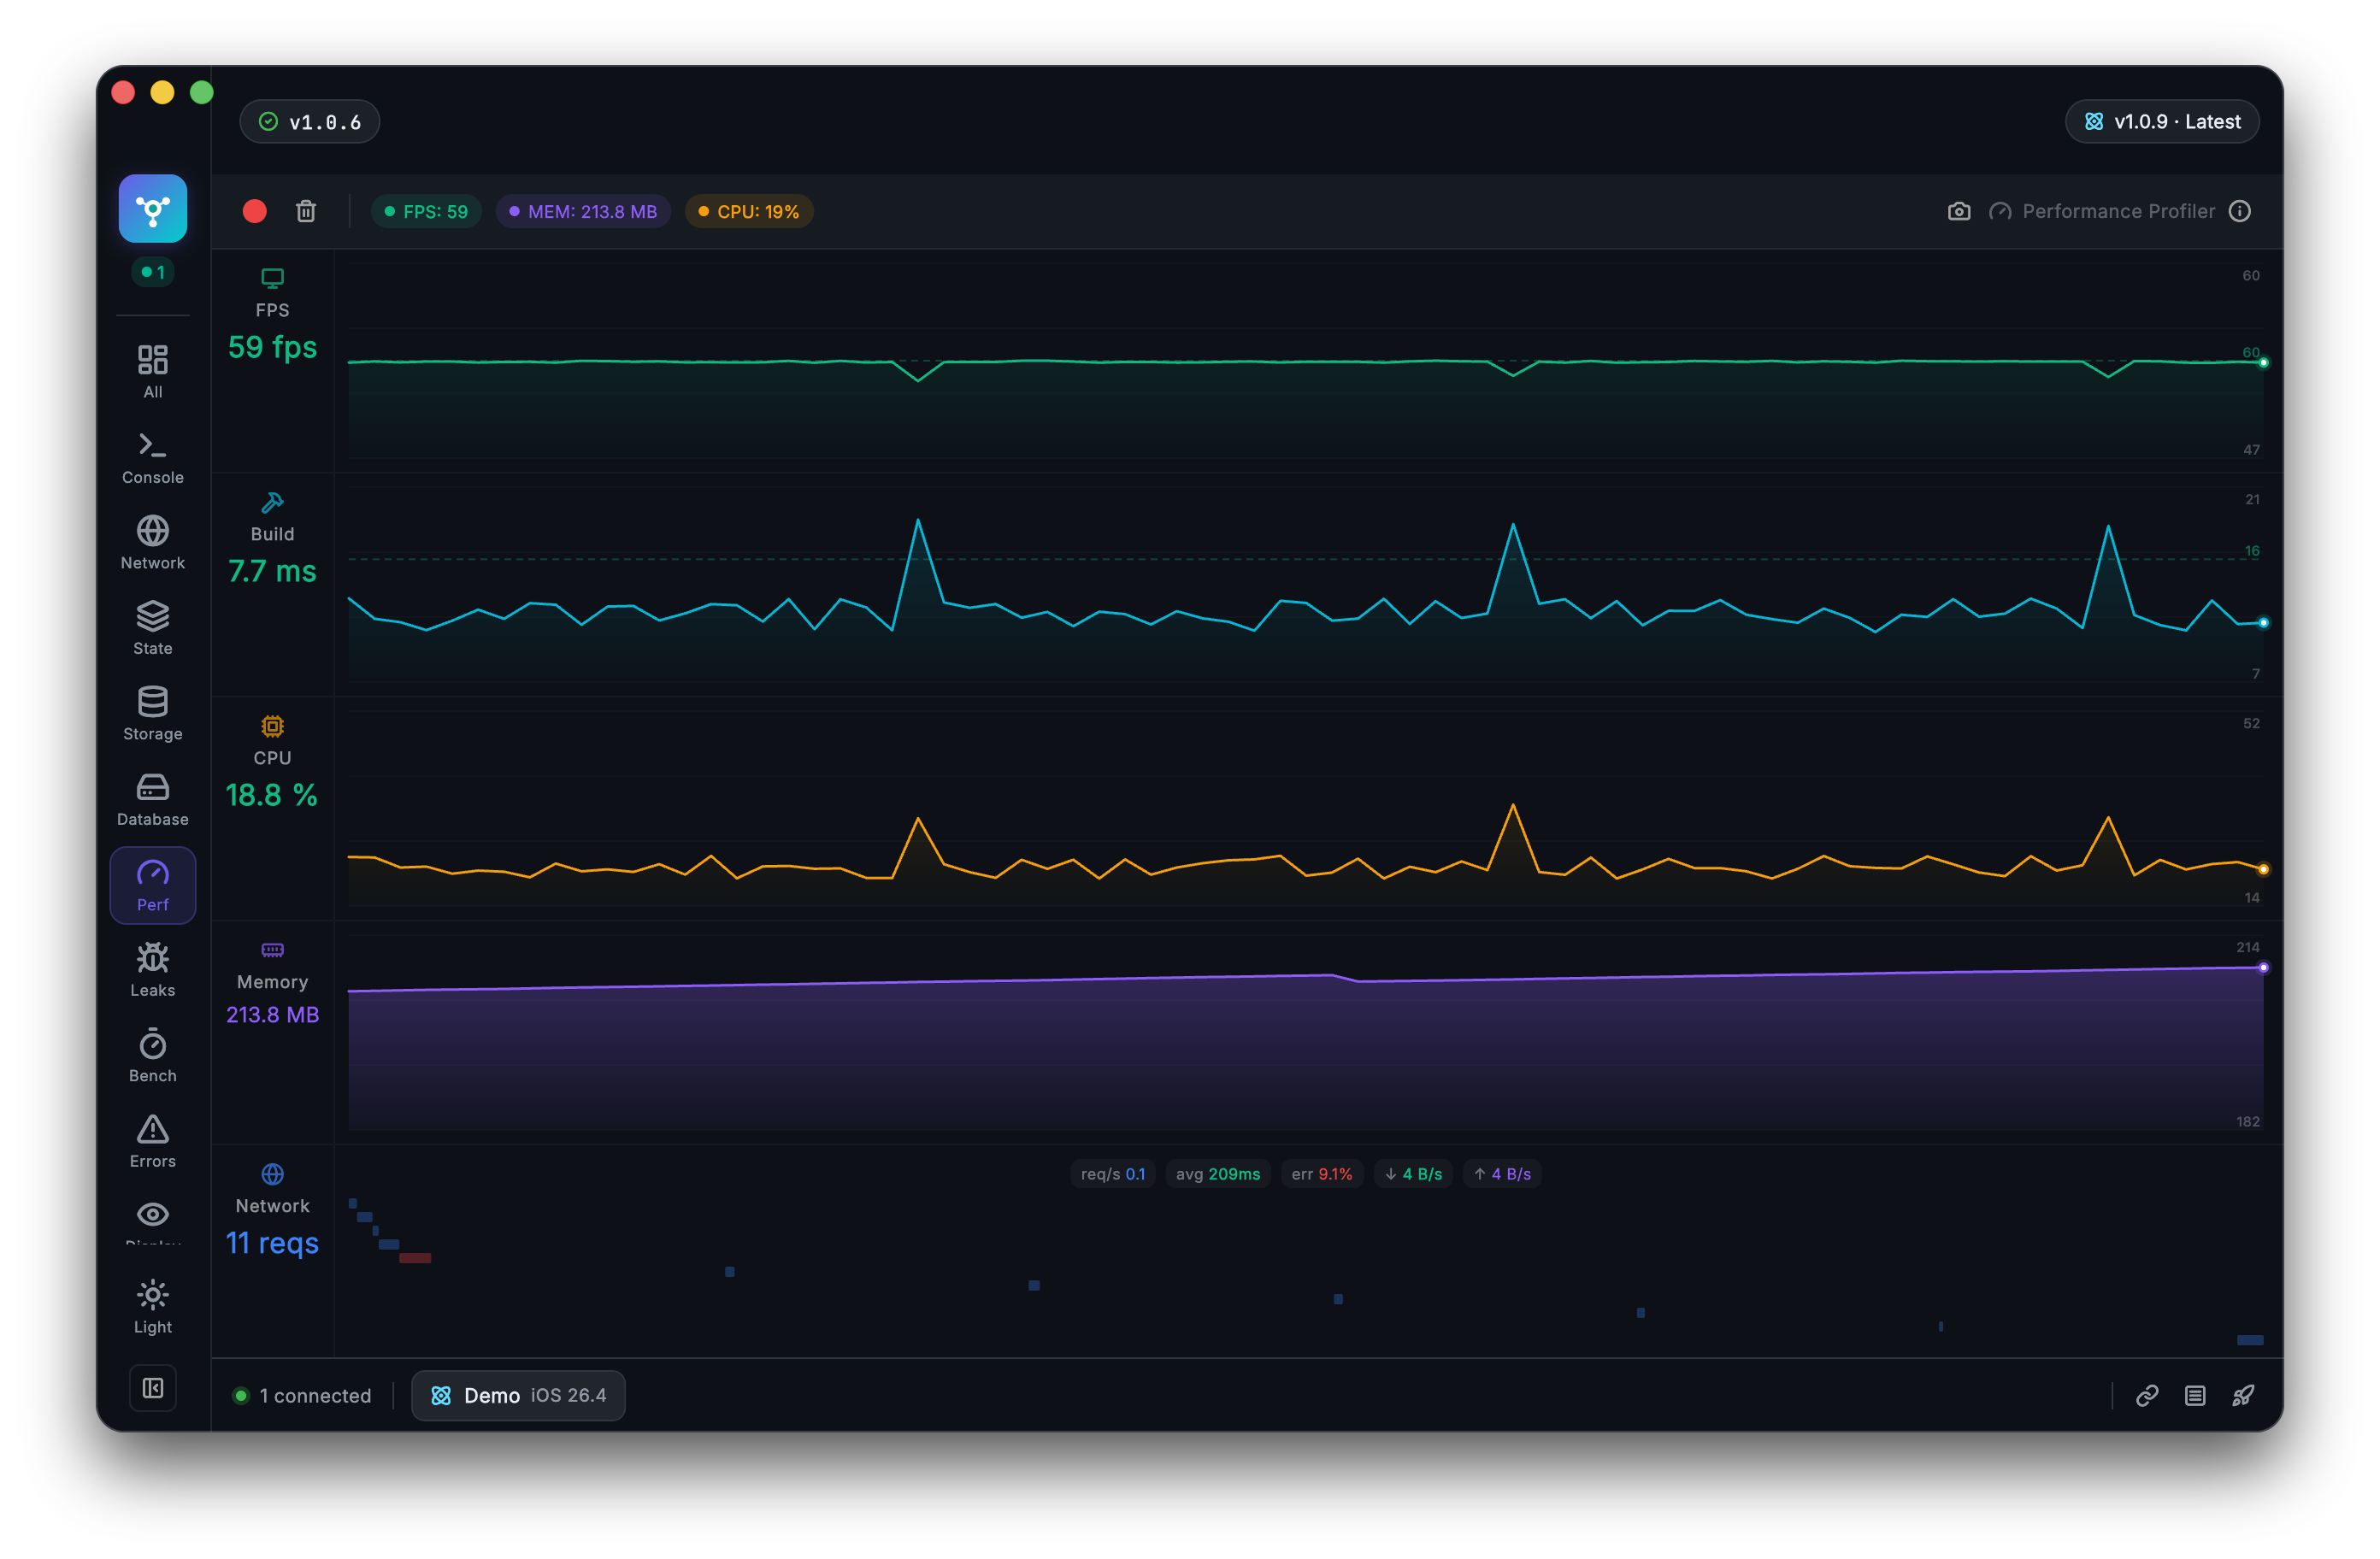 v1.0.6
v1.0.9 · Latest
FPS: 59
MEM: 213.8 MB
CPU: 19%
Performance Profiler
1
All
Console
Network
State
Storage
Database
Perf
Leaks
Bench
Errors
Display
Light
FPS
59 fps
60
60
47
Build
7.7 ms
21
16
7
CPU
18.8 %
52
14
Memory
213.8 MB
214
182
Network
11 reqs
req/s 0.1
avg 209ms
err 9.1%
↓ 4 B/s
↑ 4 B/s
1 connected
Demo iOS 26.4